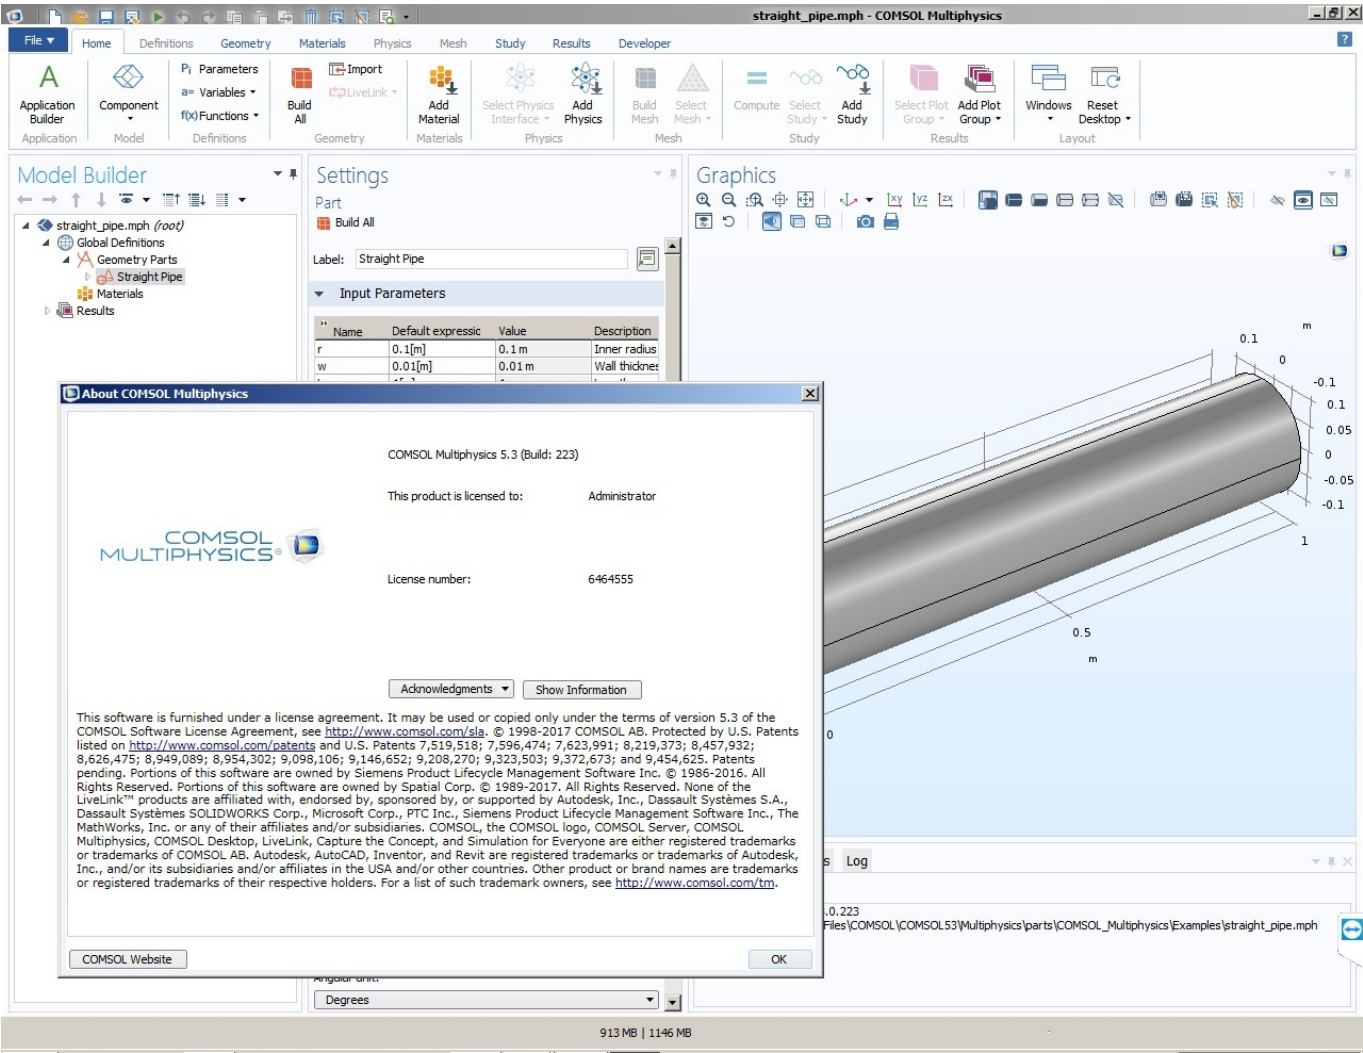 straight_pipe.mph - COMSOL Multiphysics
File Home Definitions Geometry Materials Physics Mesh Study Results Developer
A Application Builder
Application
Component
Model
Pi Parameters
a= Variables
f(x) Functions
Definitions
Build All
Import
LiveLink
Geometry
Add Material
Materials
Select Physics Interface
Add Physics
Physics
Build Mesh
Select Mesh
Mesh
Compute
Select Study
Add Study
Study
Select Plot Group
Add Plot Group
Results
Windows
Reset Desktop
Layout
Model Builder
straight_pipe.mph (root)
Global Definitions
Geometry Parts
Straight Pipe
Materials
Results
Settings
Part
Build All
Label: Straight Pipe
Input Parameters
Name Default expressic Value Description
r 0.1[m] 0.1 m Inner radius
w 0.01[m] 0.01 m Wall thicknes
Graphics
xy yz zx
m
0.1
0
-0.1
0.1
0.05
0
-0.05
-0.1
1
0.5
m
0
About COMSOL Multiphysics
COMSOL Multiphysics 5.3 (Build: 223)
This product is licensed to: Administrator
COMSOL
MULTIPHYSICS®
License number: 6464555
Acknowledgments Show Information
This software is furnished under a license agreement. It may be used or copied only under the terms of version 5.3 of the
COMSOL Software License Agreement, see http://www.comsol.com/sla. © 1998-2017 COMSOL AB. Protected by U.S. Patents
listed on http://www.comsol.com/patents and U.S. Patents 7,519,518; 7,596,474; 7,623,991; 8,219,373; 8,457,932;
8,626,475; 8,949,089; 8,954,302; 9,098,106; 9,146,652; 9,208,270; 9,323,503; 9,372,673; and 9,454,625. Patents
pending. Portions of this software are owned by Siemens Product Lifecycle Management Software Inc. © 1986-2016. All
Rights Reserved. Portions of this software are owned by Spatial Corp. © 1989-2017. All Rights Reserved. None of the
LiveLink™ products are affiliated with, endorsed by, sponsored by, or supported by Autodesk, Inc., Dassault Systèmes S.A.,
Dassault Systèmes SOLIDWORKS Corp., Microsoft Corp., PTC Inc., Siemens Product Lifecycle Management Software Inc., The
MathWorks, Inc. or any of their affiliates and/or subsidiaries. COMSOL, the COMSOL logo, COMSOL Server, COMSOL
Multiphysics, COMSOL Desktop, LiveLink, Capture the Concept, and Simulation for Everyone are either registered trademarks
or trademarks of COMSOL AB. Autodesk, AutoCAD, Inventor, and Revit are registered trademarks or trademarks of Autodesk,
Inc., and/or its subsidiaries and/or affiliates in the USA and/or other countries. Other product or brand names are trademarks
or registered trademarks of their respective holders. For a list of such trademark owners, see http://www.comsol.com/tm.
COMSOL Website OK
s Log
.0.223
Files\COMSOL\COMSOL53\Multiphysics\parts\COMSOL_Multiphysics\Examples\straight_pipe.mph
Angular unit:
Degrees
913 MB | 1146 MB